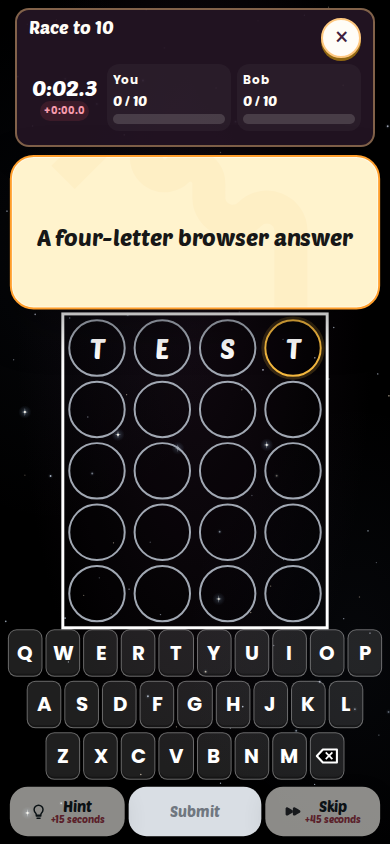 Race to 10
×
0:02.3
+0:00.0
You
0 / 10
Bob
0 / 10
A four-letter browser answer
T E S T
Q W E R T Y U I O P
A S D F G H J K L
Z X C V B N M
Hint
+15 seconds
Submit
Skip
+45 seconds